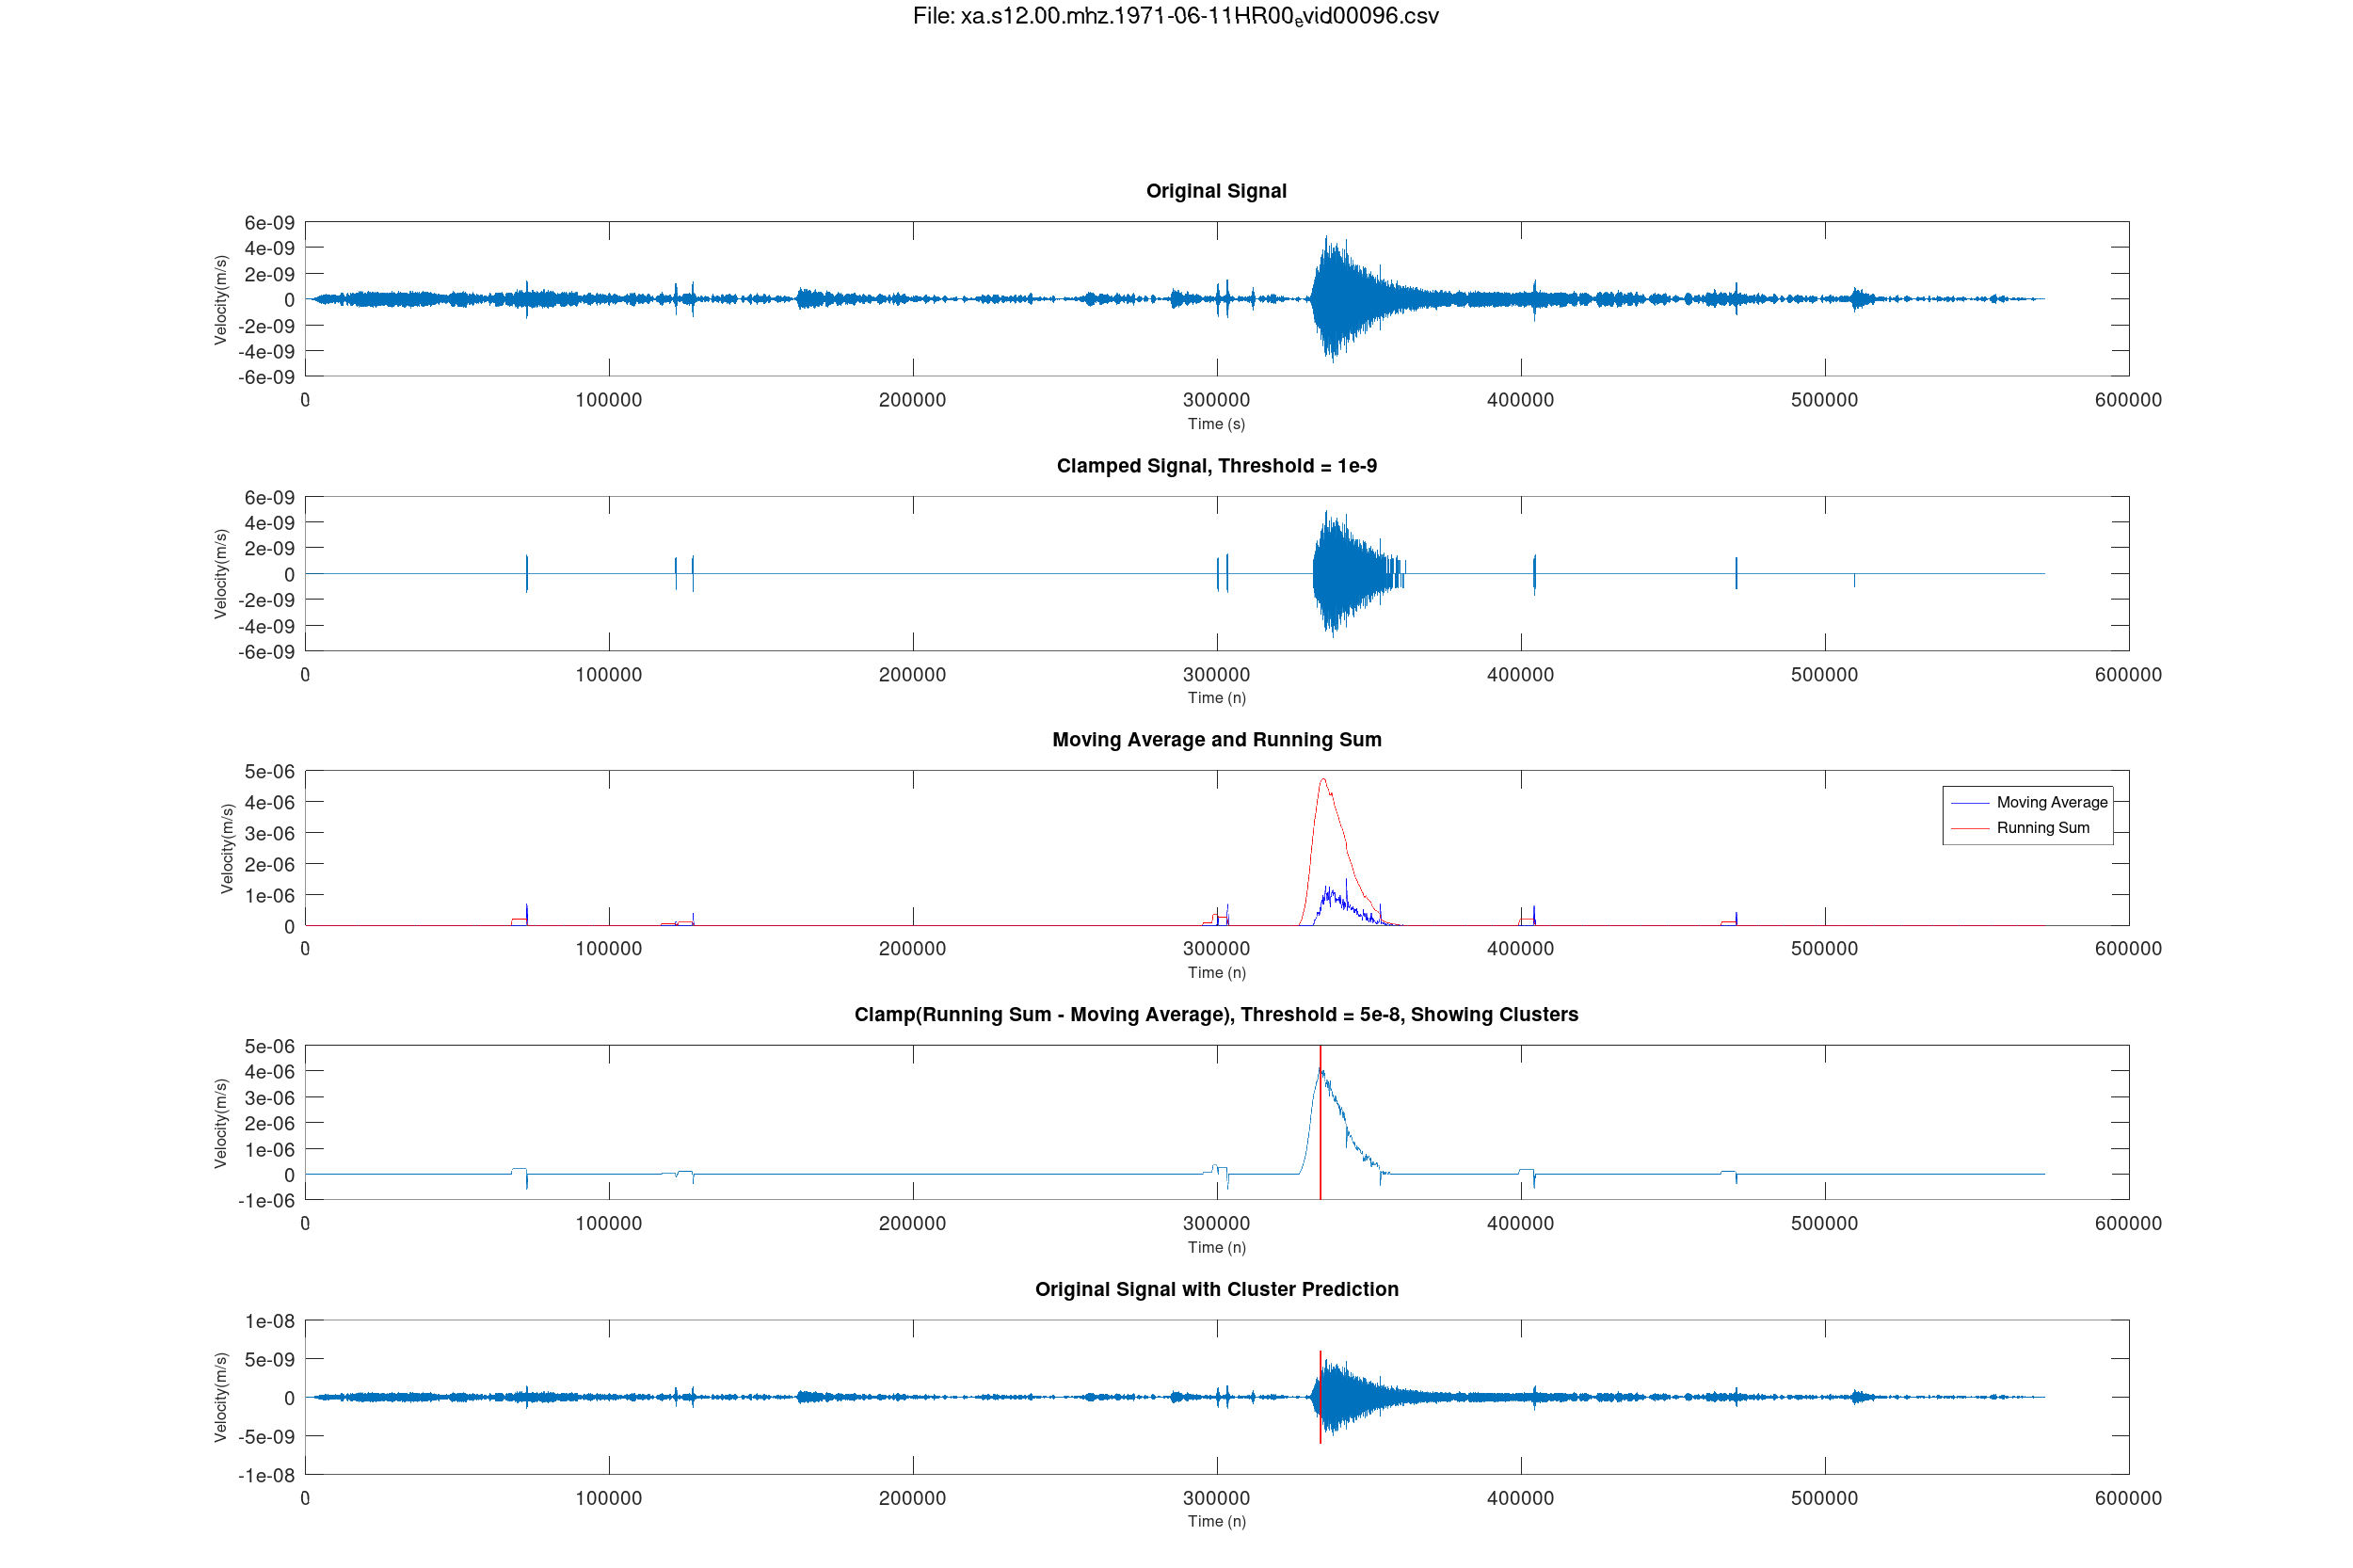 File: xa.s12.00.mhz.1971-06-11HR00evid00096.csv
Original Signal
6e-09
4e-09
2e-09
0
-2e-09
-4e-09
-6e-09
Velocity(m/s)
0 100000 200000 300000 400000 500000 600000
Time (s)
Clamped Signal, Threshold = 1e-9
6e-09
4e-09
2e-09
0
-2e-09
-4e-09
-6e-09
Velocity(m/s)
0 100000 200000 300000 400000 500000 600000
Time (n)
Moving Average and Running Sum
5e-06
4e-06
3e-06
2e-06
1e-06
0
Velocity(m/s)
Moving Average
Running Sum
0 100000 200000 300000 400000 500000 600000
Time (n)
Clamp(Running Sum - Moving Average), Threshold = 5e-8, Showing Clusters
5e-06
4e-06
3e-06
2e-06
1e-06
0
-1e-06
Velocity(m/s)
0 100000 200000 300000 400000 500000 600000
Time (n)
Original Signal with Cluster Prediction
1e-08
5e-09
0
-5e-09
-1e-08
Velocity(m/s)
0 100000 200000 300000 400000 500000 600000
Time (n)